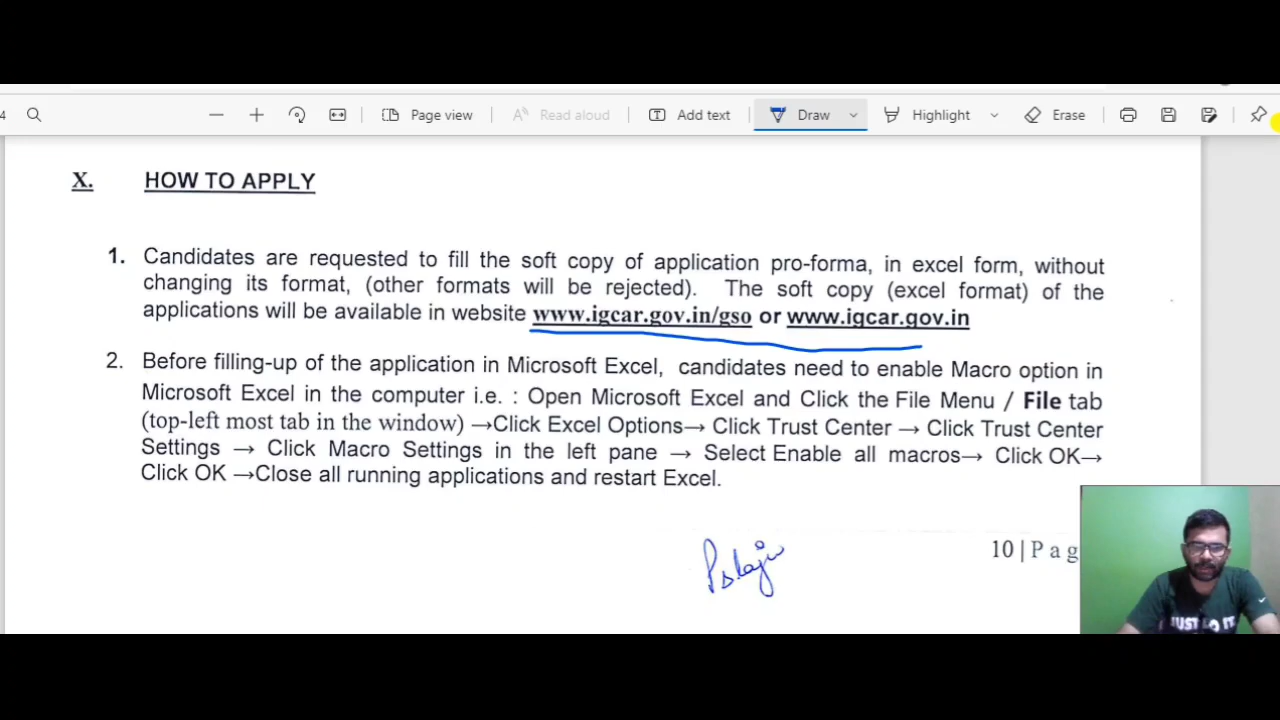 4
Page view
Read aloud
Add text
Draw
Highlight
Erase
X. HOW TO APPLY
1. Candidates are requested to fill the soft copy of application pro-forma, in excel form, without
changing its format, (other formats will be rejected). The soft copy (excel format) of the
applications will be available in website www.igcar.gov.in/gso or www.igcar.gov.in
2. Before filling-up of the application in Microsoft Excel, candidates need to enable Macro option in
Microsoft Excel in the computer i.e. : Open Microsoft Excel and Click the File Menu / File tab
(top-left most tab in the window) →Click Excel Options→ Click Trust Center → Click Trust Center
Settings → Click Macro Settings in the left pane → Select Enable all macros→ Click OK→
Click OK →Close all running applications and restart Excel.
10 | P a g
JUST DO IT.